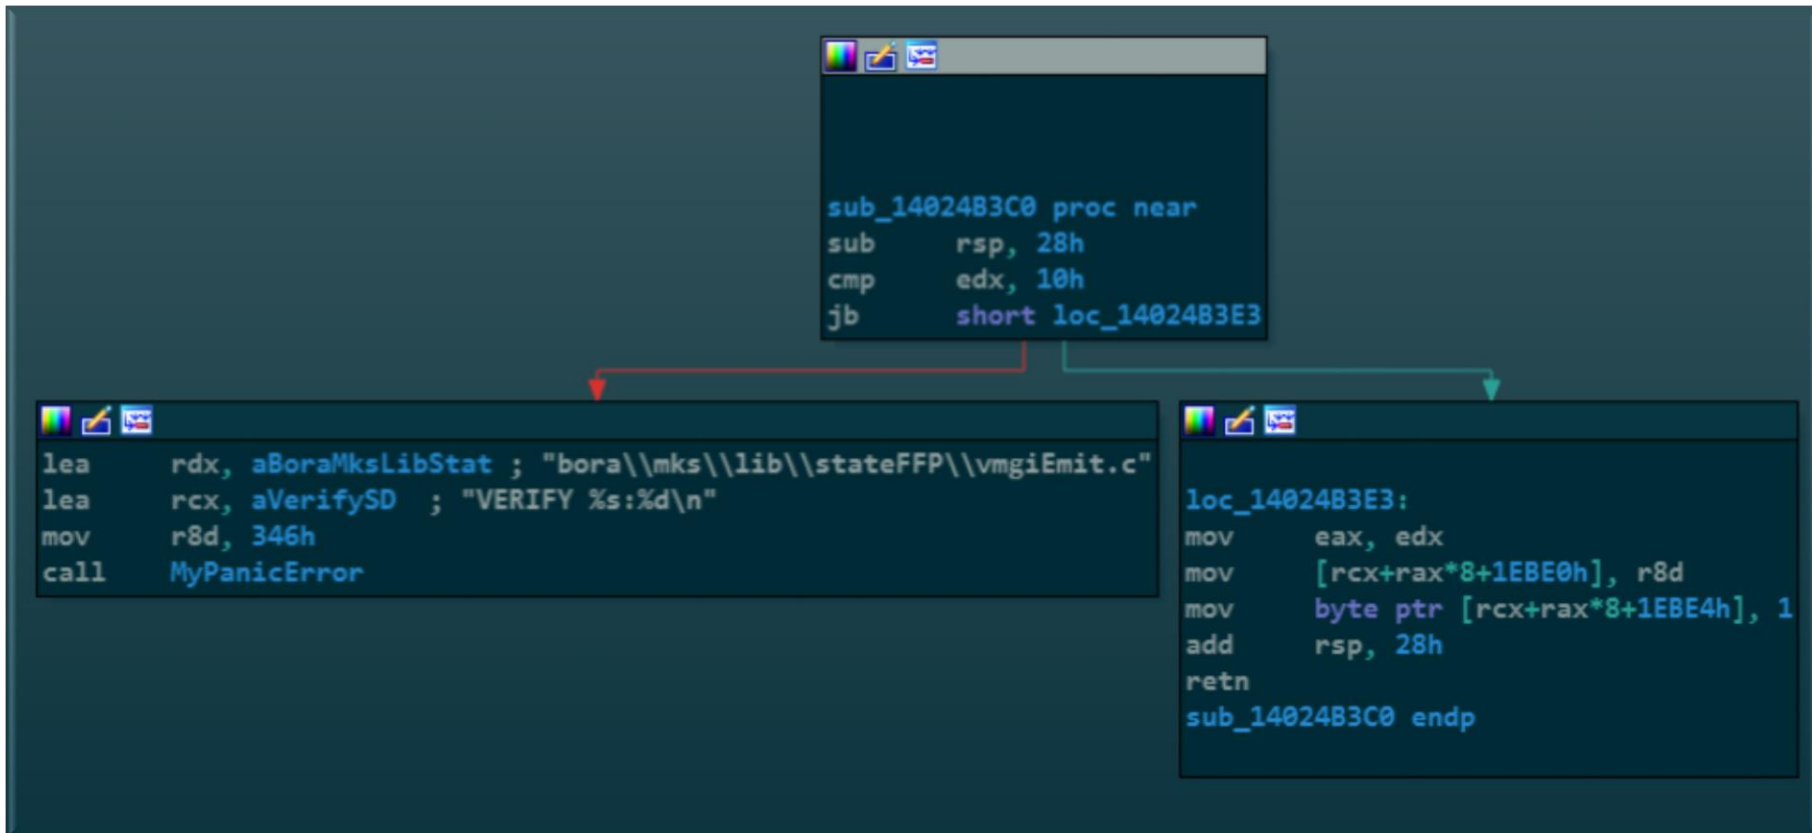 sub_14024B3C0 proc near
sub rsp, 28h
cmp edx, 10h
jb short loc_14024B3E3
lea rdx, aBoraMksLibStat ; "bora\\mks\\lib\\stateFFP\\vmgiEmit.c"
lea rcx, aVerifySD ; "VERIFY %s:%d\n"
mov r8d, 346h
call MyPanicError
loc_14024B3E3:
mov eax, edx
mov [rcx+rax*8+1EBE0h], r8d
mov byte ptr [rcx+rax*8+1EBE4h], 1
add rsp, 28h
retn
sub_14024B3C0 endp